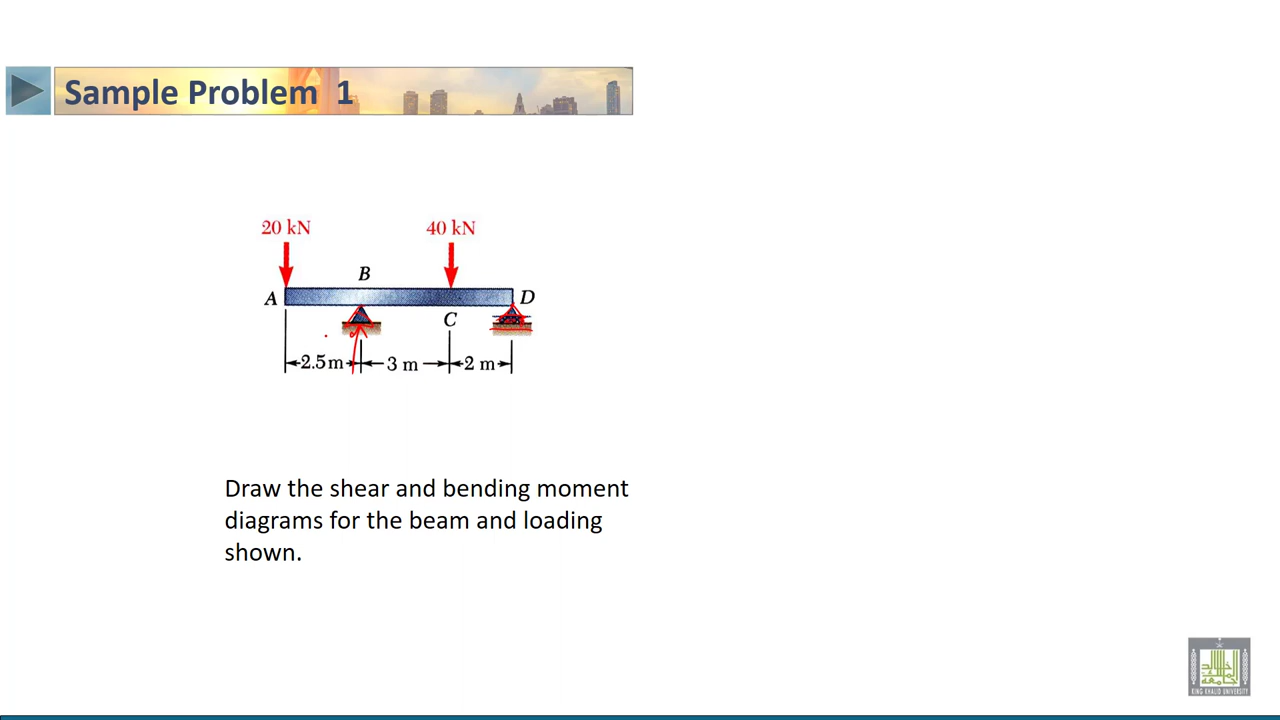 Sample Problem 1
20 kN
40 kN
B
A
D
C
2.5 m
3 m
2 m
Draw the shear and bending moment
diagrams for the beam and loading
shown.
KING KHALID UNIVERSITY